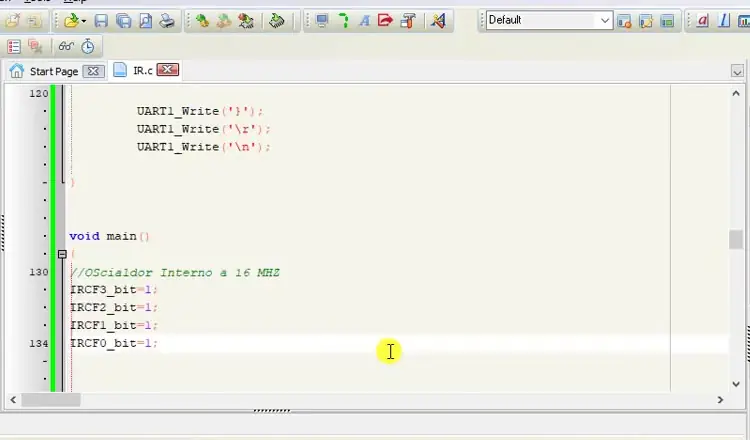 Default
Start Page
IR.c
120
UART1_Write('}');
UART1_Write('\r');
UART1_Write('\n');
}
void main()
{
130 //OScialdor Interno a 16 MHZ
IRCF3_bit=1;
IRCF2_bit=1;
IRCF1_bit=1;
134 IRCF0_bit=1;